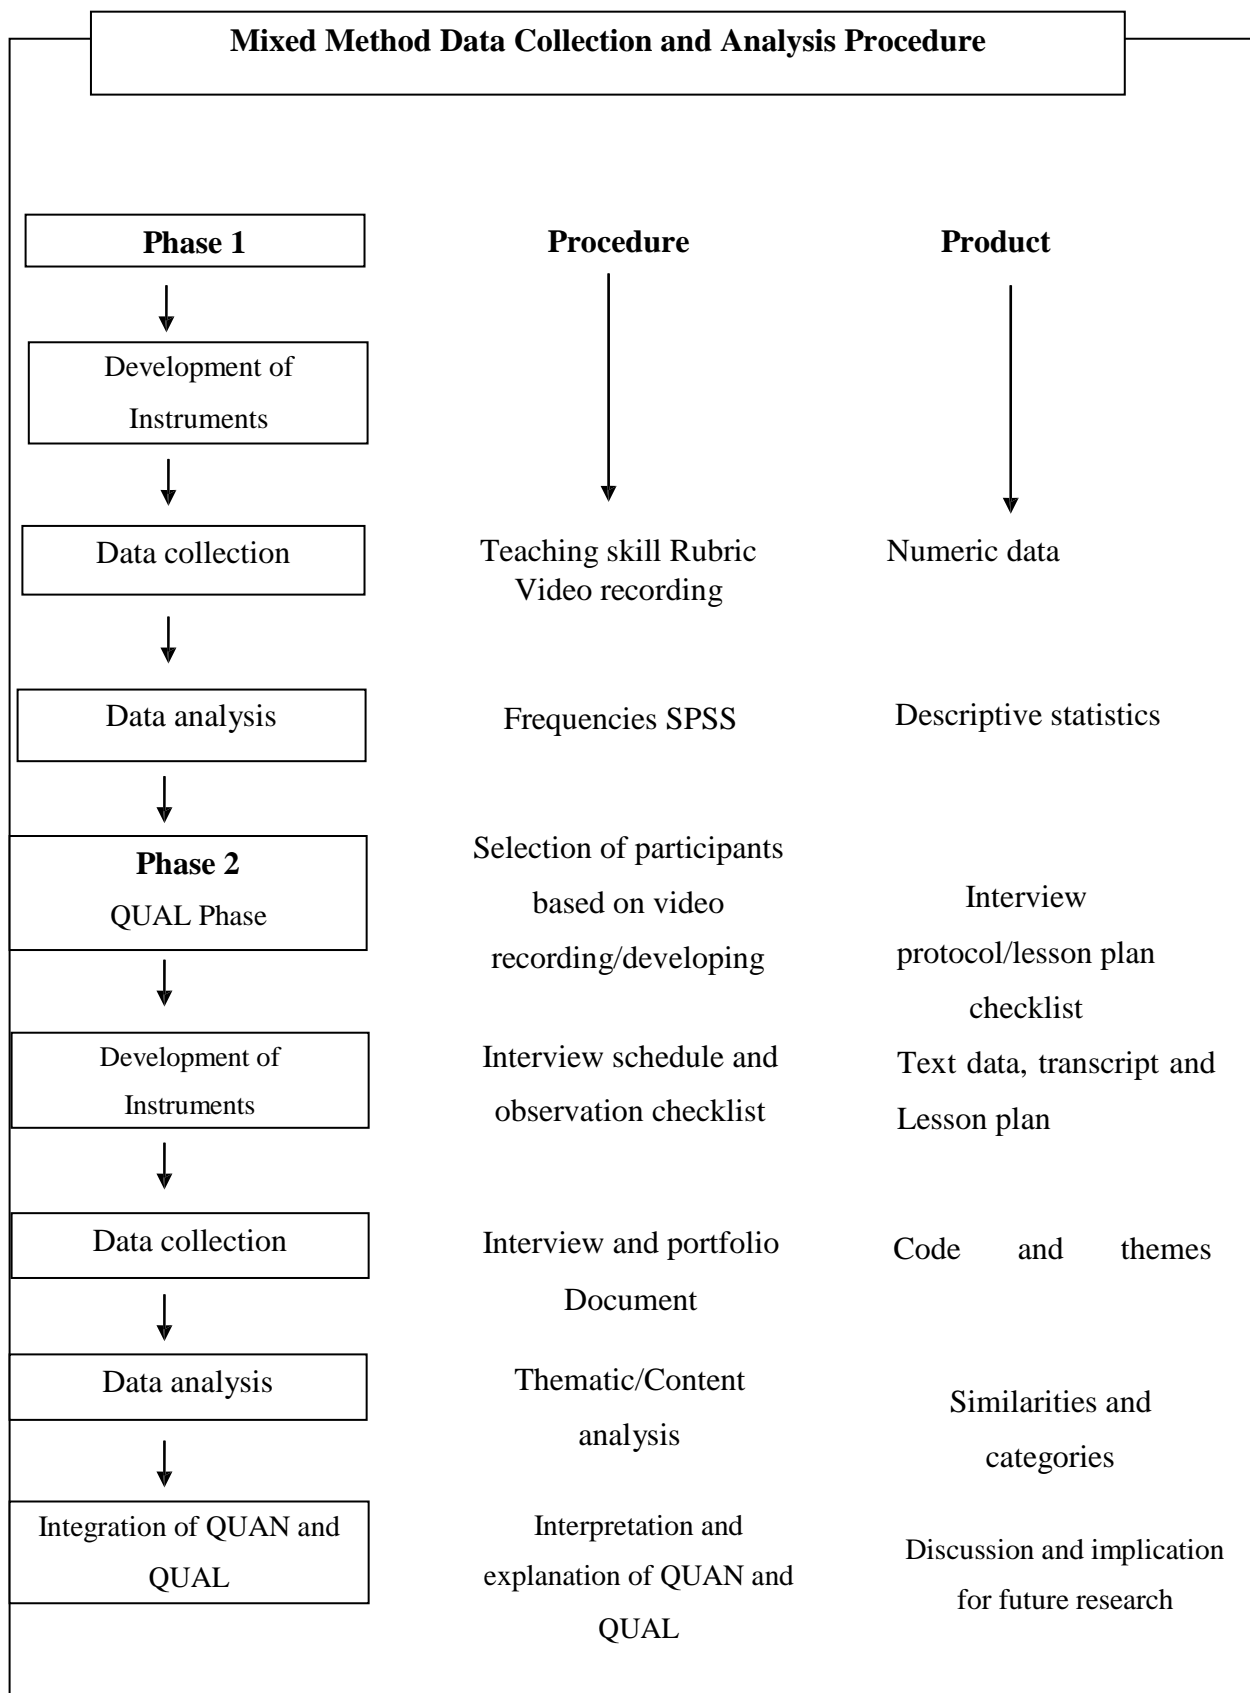 Mixed Method Data Collection and Analysis Procedure
Phase 1
Procedure
Product
Development of
Instruments
Data collection
Teaching skill Rubric
Video recording
Numeric data
Data analysis
Frequencies SPSS
Descriptive statistics
Phase 2
QUAL Phase
Selection of participants
based on video
recording/developing
Interview
protocol/lesson plan
checklist
Development of
Instruments
Interview schedule and
observation checklist
Text data, transcript and
Lesson plan
Data collection
Interview and portfolio
Document
Code and themes
Data analysis
Thematic/Content
analysis
Similarities and
categories
Integration of QUAN and
QUAL
Interpretation and
explanation of QUAN and
QUAL
Discussion and implication
for future research